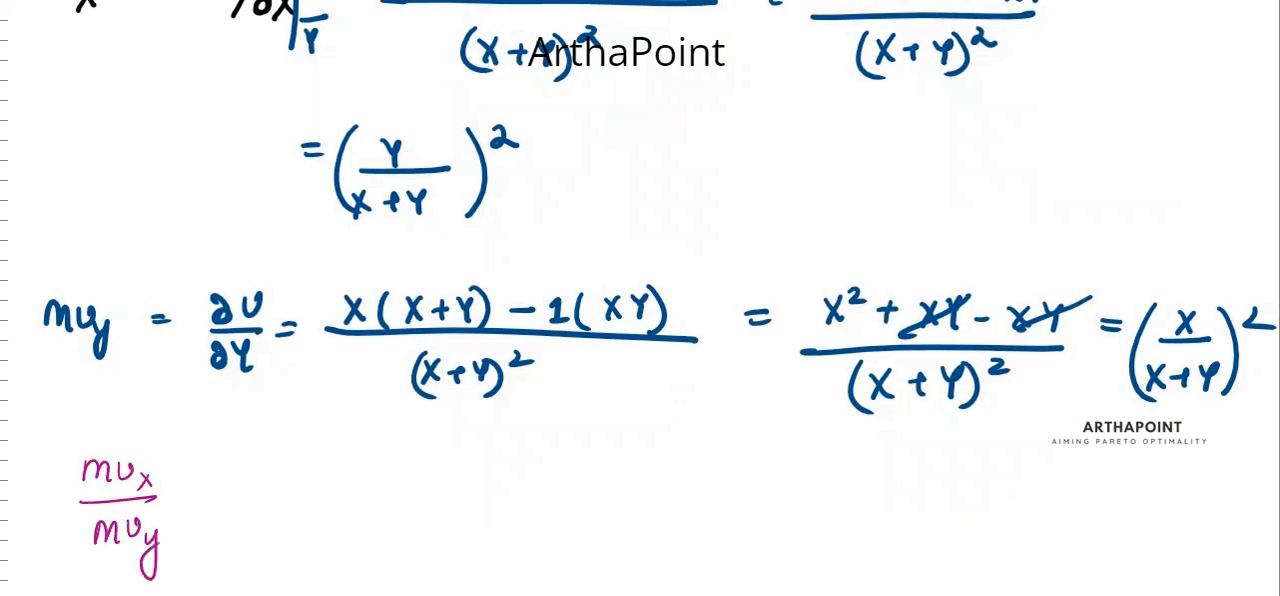 (X+Y)² (X+Y)²
ArthaPoint
= (Y/(X+Y))²
MUy = ∂U/∂Y = (X(X+Y) - 1(XY))/(X+Y)² = (X² + XY - XY)/(X+Y)² = (X/(X+Y))²
ARTHAPOINT
AIMING PARETO OPTIMALITY
MUx/MUy